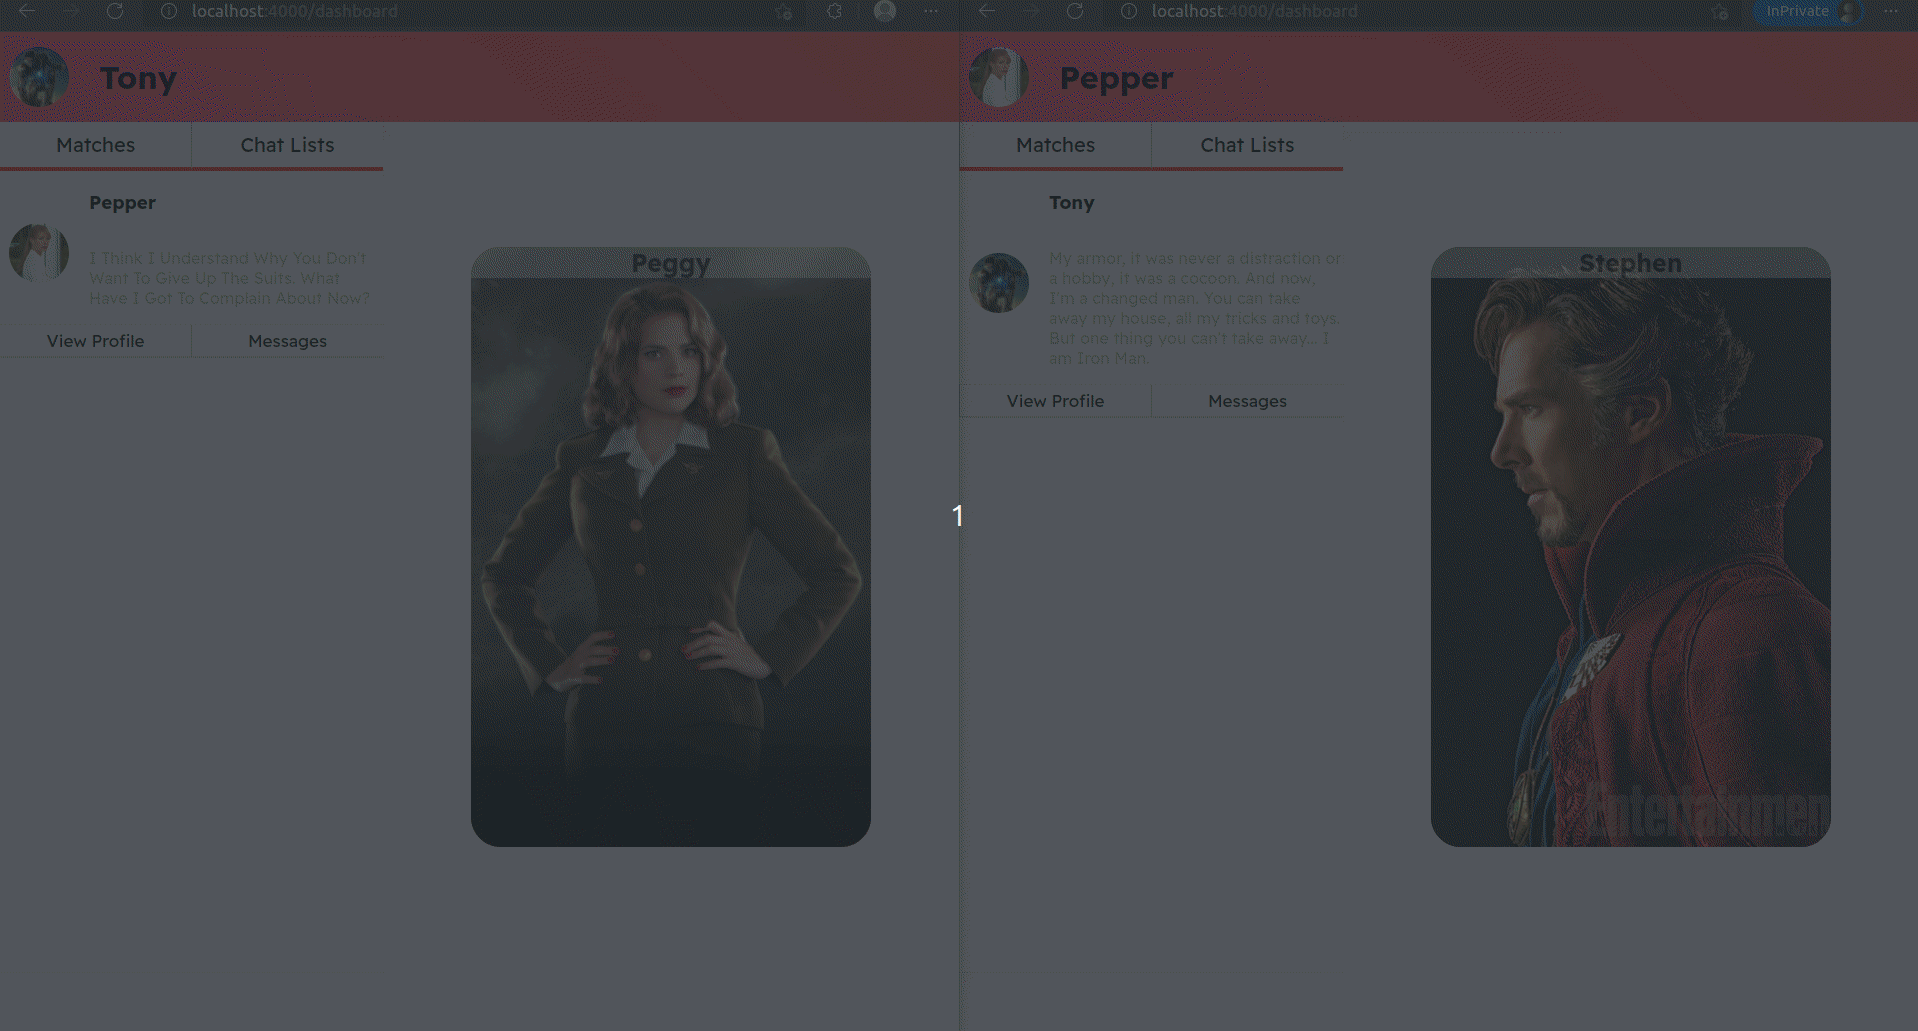 localhost:4000/dashboard
Tony
Matches
Chat Lists
Pepper
I Think I Understand Why You Don't
Want To Give Up The Suits. What
Have I Got To Complain About Now?
View Profile
Messages
Peggy
1
localhost:4000/dashboard
InPrivate
Pepper
Matches
Chat Lists
Tony
My armor, it was never a distraction or
a hobby, it was a cocoon. And now,
I'm a changed man. You can take
away my house, all my tricks and toys.
But one thing you can't take away... I
am Iron Man.
View Profile
Messages
Stephen
Entertainmen